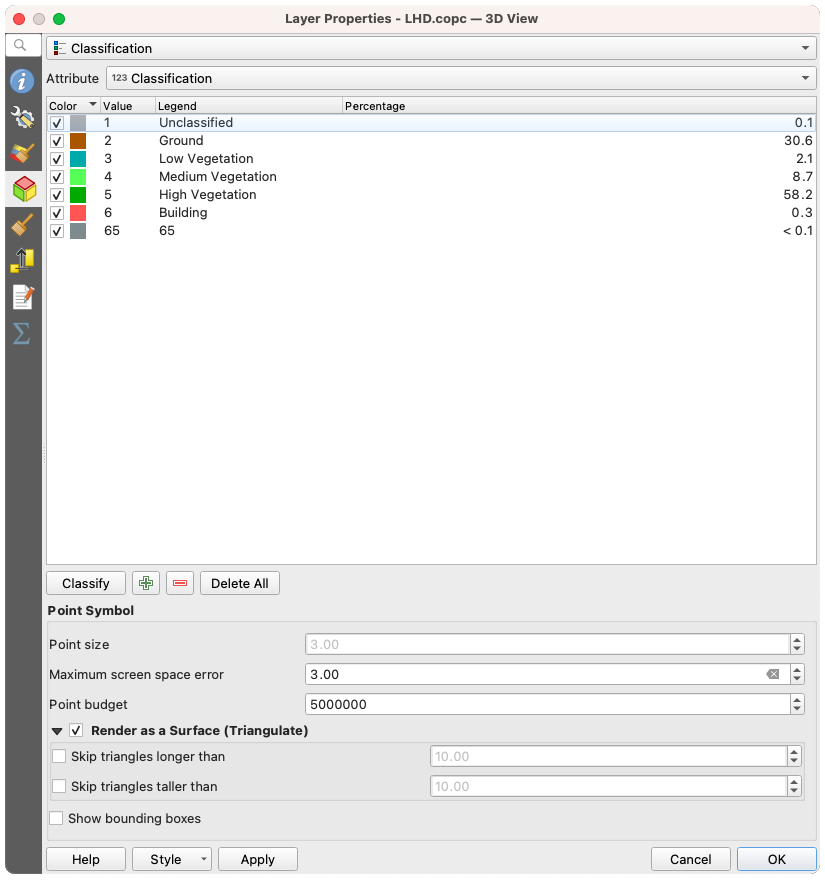 Layer Properties - LHD.copc — 3D View
Classification
Attribute 123 Classification
Color Value Legend Percentage
1 Unclassified 0.1
2 Ground 30.6
3 Low Vegetation 2.1
4 Medium Vegetation 8.7
5 High Vegetation 58.2
6 Building 0.3
65 65 < 0.1
Classify Delete All
Point Symbol
Point size 3.00
Maximum screen space error 3.00
Point budget 5000000
Render as a Surface (Triangulate)
Skip triangles longer than 10.00
Skip triangles taller than 10.00
Show bounding boxes
Help Style Apply Cancel OK